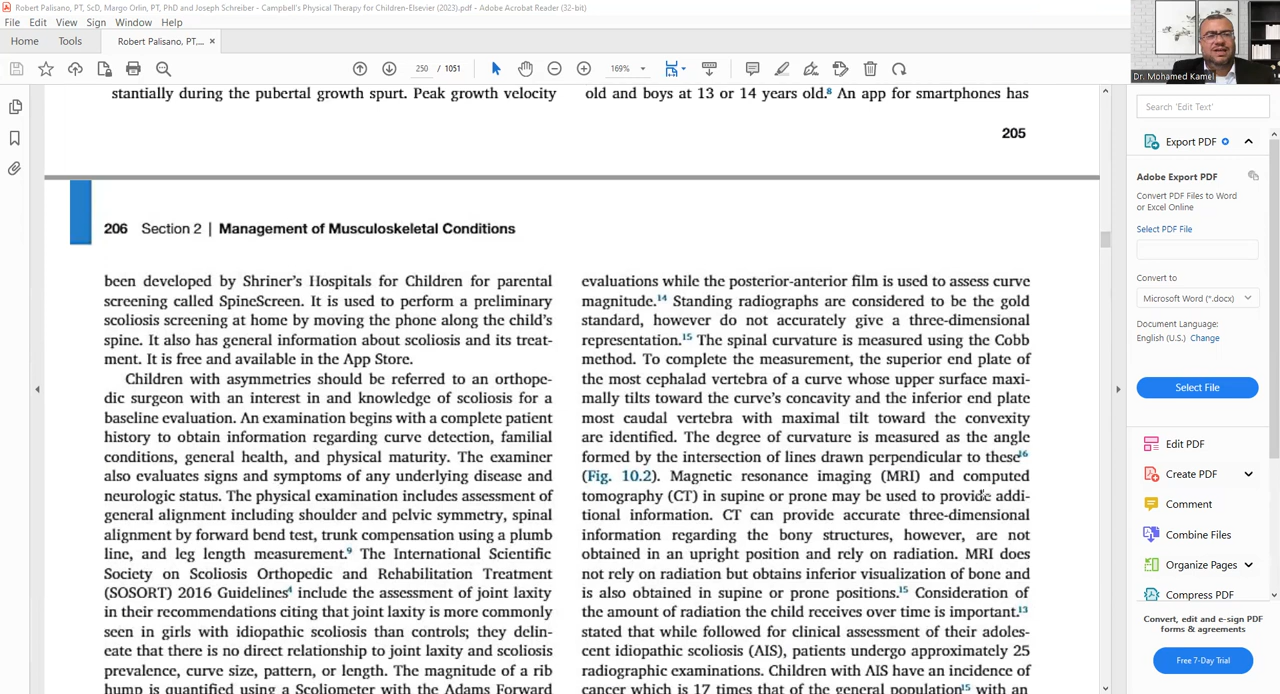 Robert Palisano, PT, ScD, Margo Orlin, PT, PhD and Joseph Schreiber - Campbell's Physical Therapy for Children-Elsevier (2023).pdf - Adobe Acrobat Reader (32-bit)
File Edit View Sign Window Help
Home Tools Robert Palisano, PT,... ×
250 / 1051 169%
Dr. Mohamed Kamel
stantially during the pubertal growth spurt. Peak growth velocity
old and boys at 13 or 14 years old.8 An app for smartphones has
205
206 Section 2 | Management of Musculoskeletal Conditions
been developed by Shriner's Hospitals for Children for parental
screening called SpineScreen. It is used to perform a preliminary
scoliosis screening at home by moving the phone along the child's
spine. It also has general information about scoliosis and its treat-
ment. It is free and available in the App Store.
Children with asymmetries should be referred to an orthope-
dic surgeon with an interest in and knowledge of scoliosis for a
baseline evaluation. An examination begins with a complete patient
history to obtain information regarding curve detection, familial
conditions, general health, and physical maturity. The examiner
also evaluates signs and symptoms of any underlying disease and
neurologic status. The physical examination includes assessment of
general alignment including shoulder and pelvic symmetry, spinal
alignment by forward bend test, trunk compensation using a plumb
line, and leg length measurement.9 The International Scientific
Society on Scoliosis Orthopedic and Rehabilitation Treatment
(SOSORT) 2016 Guidelines4 include the assessment of joint laxity
in their recommendations citing that joint laxity is more commonly
seen in girls with idiopathic scoliosis than controls; they delin-
eate that there is no direct relationship to joint laxity and scoliosis
prevalence, curve size, pattern, or length. The magnitude of a rib
hump is quantified using a Scoliometer with the Adams Forward
evaluations while the posterior-anterior film is used to assess curve
magnitude.14 Standing radiographs are considered to be the gold
standard, however do not accurately give a three-dimensional
representation.15 The spinal curvature is measured using the Cobb
method. To complete the measurement, the superior end plate of
the most cephalad vertebra of a curve whose upper surface maxi-
mally tilts toward the curve's concavity and the inferior end plate
most caudal vertebra with maximal tilt toward the convexity
are identified. The degree of curvature is measured as the angle
formed by the intersection of lines drawn perpendicular to these16
(Fig. 10.2). Magnetic resonance imaging (MRI) and computed
tomography (CT) in supine or prone may be used to provide addi-
tional information. CT can provide accurate three-dimensional
information regarding the bony structures, however, are not
obtained in an upright position and rely on radiation. MRI does
not rely on radiation but obtains inferior visualization of bone and
is also obtained in supine or prone positions.15 Consideration of
the amount of radiation the child receives over time is important.13
stated that while followed for clinical assessment of their adoles-
cent idiopathic scoliosis (AIS), patients undergo approximately 25
radiographic examinations. Children with AIS have an incidence of
cancer which is 17 times that of the general population15 with an
Search 'Edit Text'
Export PDF
Adobe Export PDF
Convert PDF Files to Word
or Excel Online
Select PDF File
Convert to
Microsoft Word (*.docx)
Document Language:
English (U.S.) Change
Select File
Edit PDF
Create PDF
Comment
Combine Files
Organize Pages
Compress PDF
Convert, edit and e-sign PDF
forms & agreements
Free 7-Day Trial